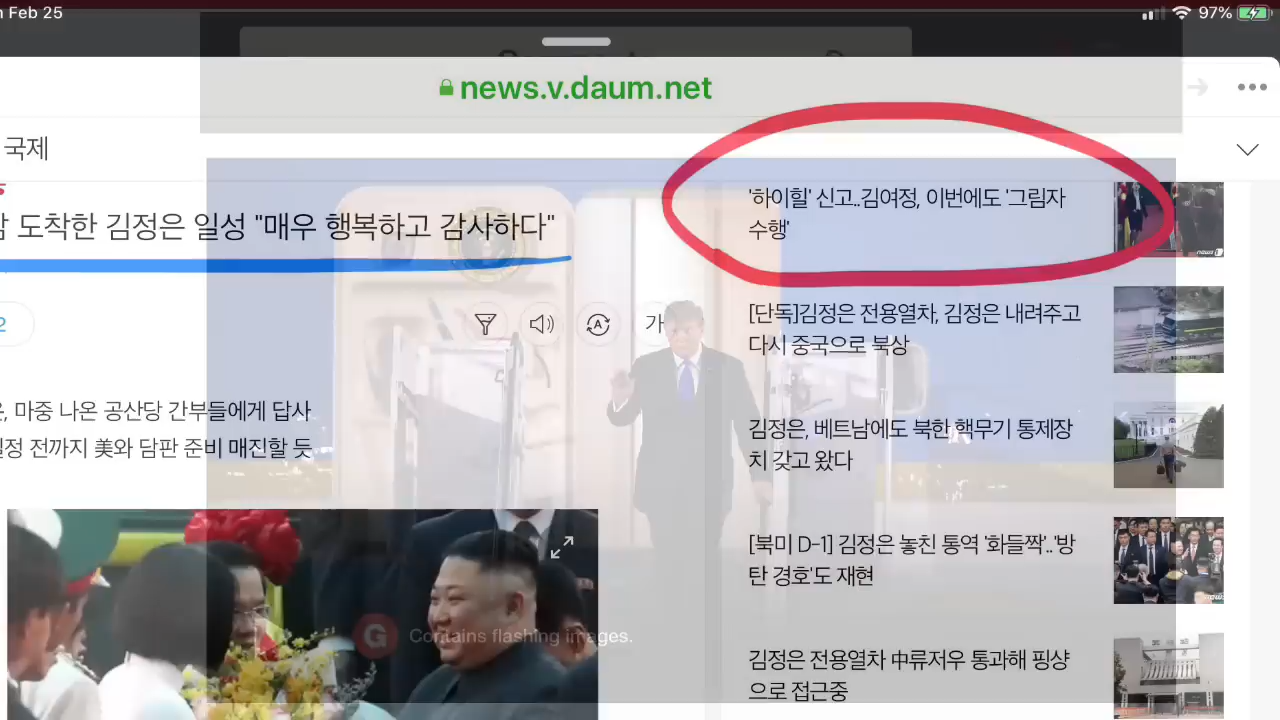 Feb 25
97%
news.v.daum.net
국제
도착한 김정은 일성 "매우 행복하고 감사하다"
가
마중 나온 공산당 간부들에게 답사
전까지 美와 담판 준비 매진할 듯
Contains flashing images.
'하이힐' 신고..김여정, 이번에도 '그림자
수행'
[단독]김정은 전용열차, 김정은 내려주고
다시 중국으로 북상
김정은, 베트남에도 북한 핵무기 통제장
치 갖고 왔다
[북미 D-1] 김정은 놓친 통역 '화들짝'..'방
탄 경호'도 재현
김정은 전용열차 中류저우 통과해 핑샹
으로 접근중